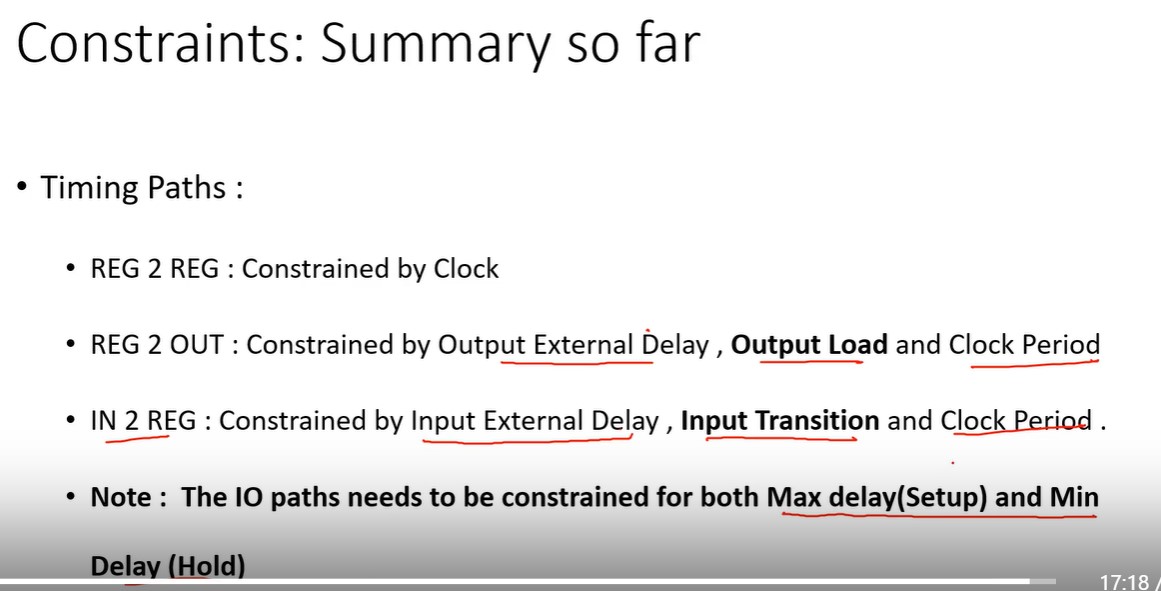 Constraints: Summary so far
• Timing Paths :
• REG 2 REG : Constrained by Clock
• REG 2 OUT : Constrained by Output External Delay , Output Load and Clock Period
• IN 2 REG : Constrained by Input External Delay , Input Transition and Clock Period .
• Note : The IO paths needs to be constrained for both Max delay(Setup) and Min
Delay (Hold)
17:18 /